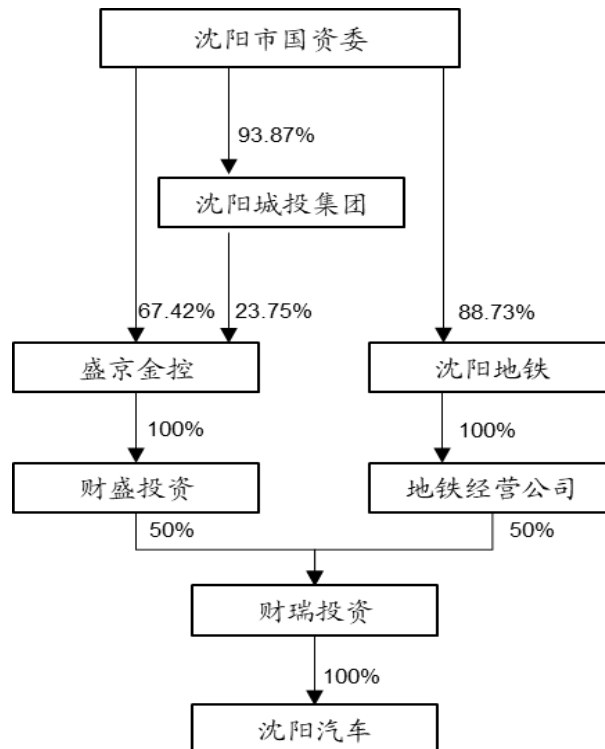 沈阳市国资委
93.87%
沈阳城投集团
67.42%
23.75%
88.73%
盛京金控
沈阳地铁
100%
100%
财盛投资
地铁经营公司
50%
50%
财瑞投资
100%
沈阳汽车